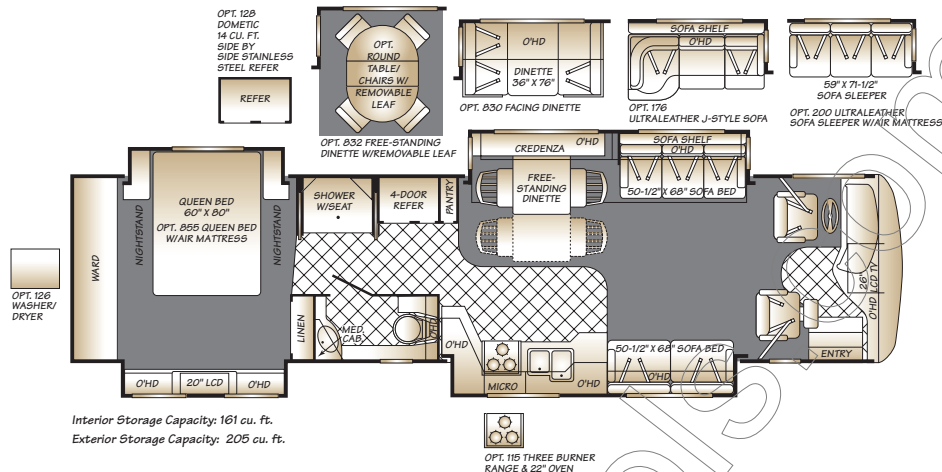 OPT. 128
DOMETIC
14 CU. FT.
SIDE BY
SIDE STAINLESS
STEEL REFER
REFER
OPT.
ROUND
TABLE/
CHAIRS W/
REMOVABLE
LEAF
OPT. 832 FREE-STANDING
DINETTE W/REMOVABLE LEAF
O'HD
DINETTE
36" X 76"
OPT. 830 FACING DINETTE
SOFA SHELF
O'HD
OPT. 176
ULTRALEATHER J-STYLE SOFA
59" X 71-1/2"
SOFA SLEEPER
OPT. 200 ULTRALEATHER
SOFA SLEEPER W/AIR MATTRESS
CREDENZA
O'HD
SOFA SHELF
O'HD
50-1/2" X 68" SOFA BED
FREE-
STANDING
DINETTE
SHOWER
W/SEAT
4-DOOR
REFER
PANTRY
QUEEN BED
60" X 80"
OPT. 855 QUEEN BED
W/AIR MATTRESS
NIGHTSTAND
NIGHTSTAND
WARD
OPT. 126
WASHER/
DRYER
LINEN
MED.
CAB.
O'HD
O'HD
MICRO
O'HD
50-1/2" X 68" SOFA BED
O'HD
26" LCD TV
O'HD
ENTRY
O'HD
20" LCD
O'HD
Interior Storage Capacity: 161 cu. ft.
Exterior Storage Capacity: 205 cu. ft.
OPT. 115 THREE BURNER
RANGE & 22" OVEN